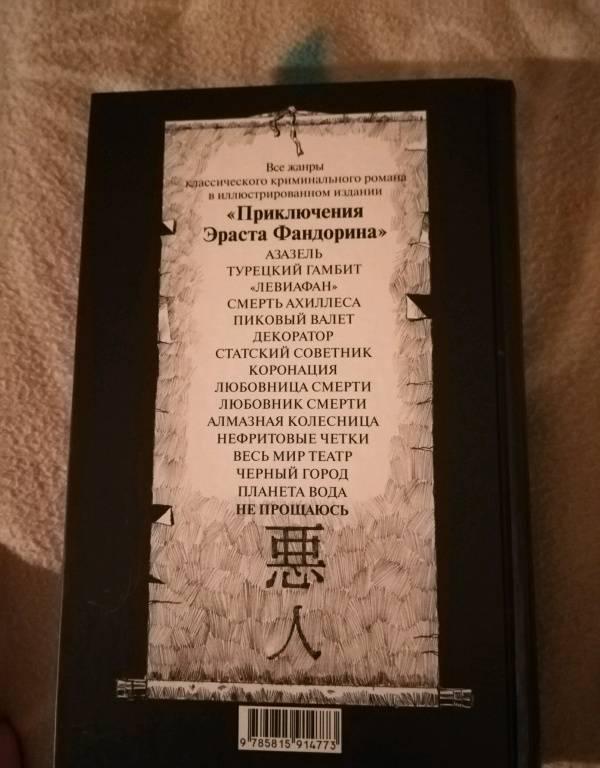 Все жанры
классического криминального романа
в иллюстрированном издании
«Приключения
Эраста Фандорина»
АЗАЗЕЛЬ
ТУРЕЦКИЙ ГАМБИТ
«ЛЕВИАФАН»
СМЕРТЬ АХИЛЛЕСА
ПИКОВЫЙ ВАЛЕТ
ДЕКОРАТОР
СТАТСКИЙ СОВЕТНИК
КОРОНАЦИЯ
ЛЮБОВНИЦА СМЕРТИ
ЛЮБОВНИК СМЕРТИ
АЛМАЗНАЯ КОЛЕСНИЦА
НЕФРИТОВЫЕ ЧЕТКИ
ВЕСЬ МИР ТЕАТР
ЧЕРНЫЙ ГОРОД
ПЛАНЕТА ВОДА
НЕ ПРОЩАЮСЬ
悪
人
9 785815 914773